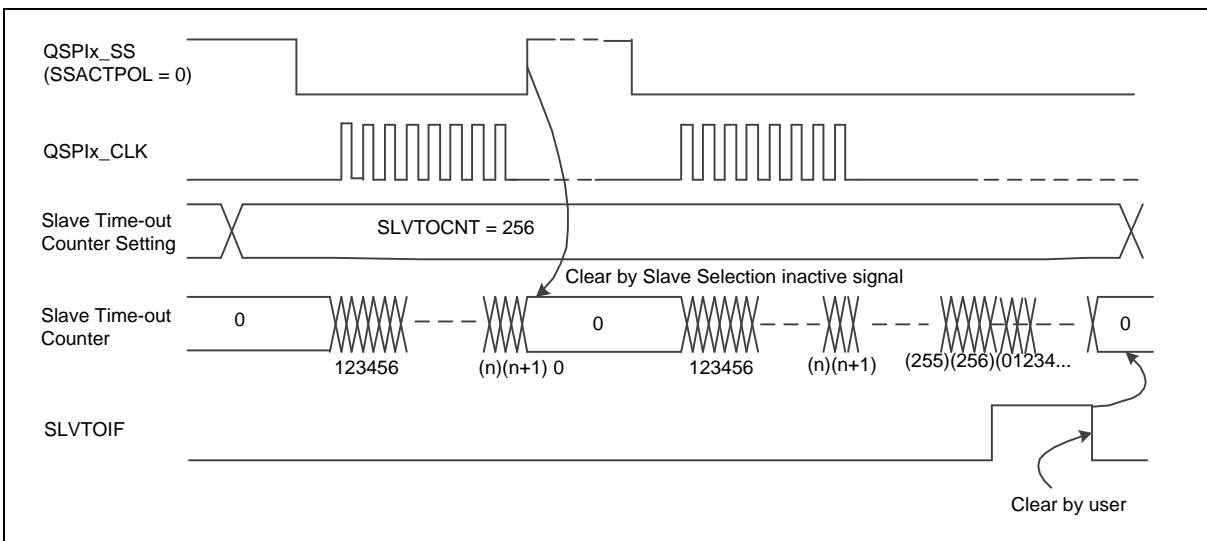 QSPIx_SS
(SSACTPOL = 0)
QSPIx_CLK
Slave Time-out
Counter Setting
SLVTOCNT = 256
Clear by Slave Selection inactive signal
Slave Time-out
Counter
0
0
0
123456
(n)(n+1) 0
123456
(n)(n+1)
(255)(256)(01234...
SLVTOIF
Clear by user